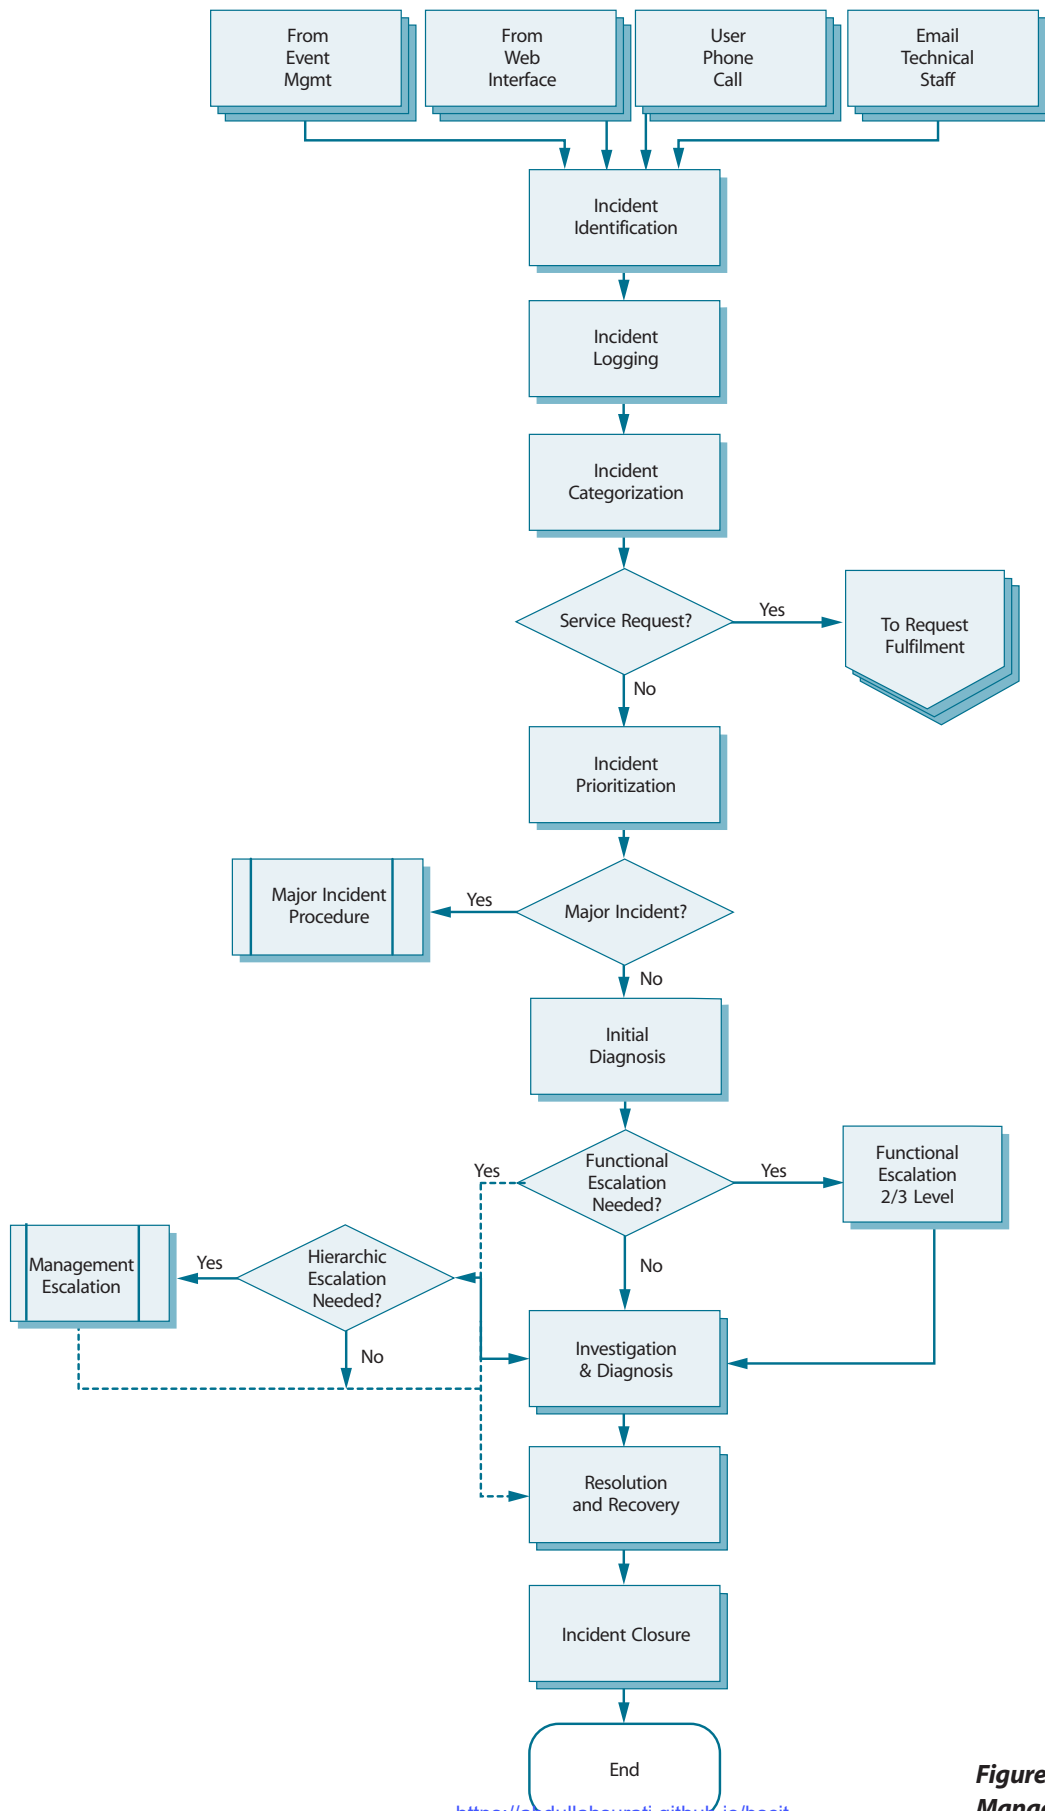 From
Event
Mgmt
From
Web
Interface
User
Phone
Call
Email
Technical
Staff
Incident
Identification
Incident
Logging
Incident
Categorization
Service Request?
Yes
To Request
Fulfilment
No
Incident
Prioritization
Major Incident
Procedure
Yes
Major Incident?
No
Initial
Diagnosis
Yes
Functional
Escalation
Needed?
Yes
Functional
Escalation
2/3 Level
No
Management
Escalation
Yes
Hierarchic
Escalation
Needed?
No
Investigation
& Diagnosis
Resolution
and Recovery
Incident Closure
End
Figure